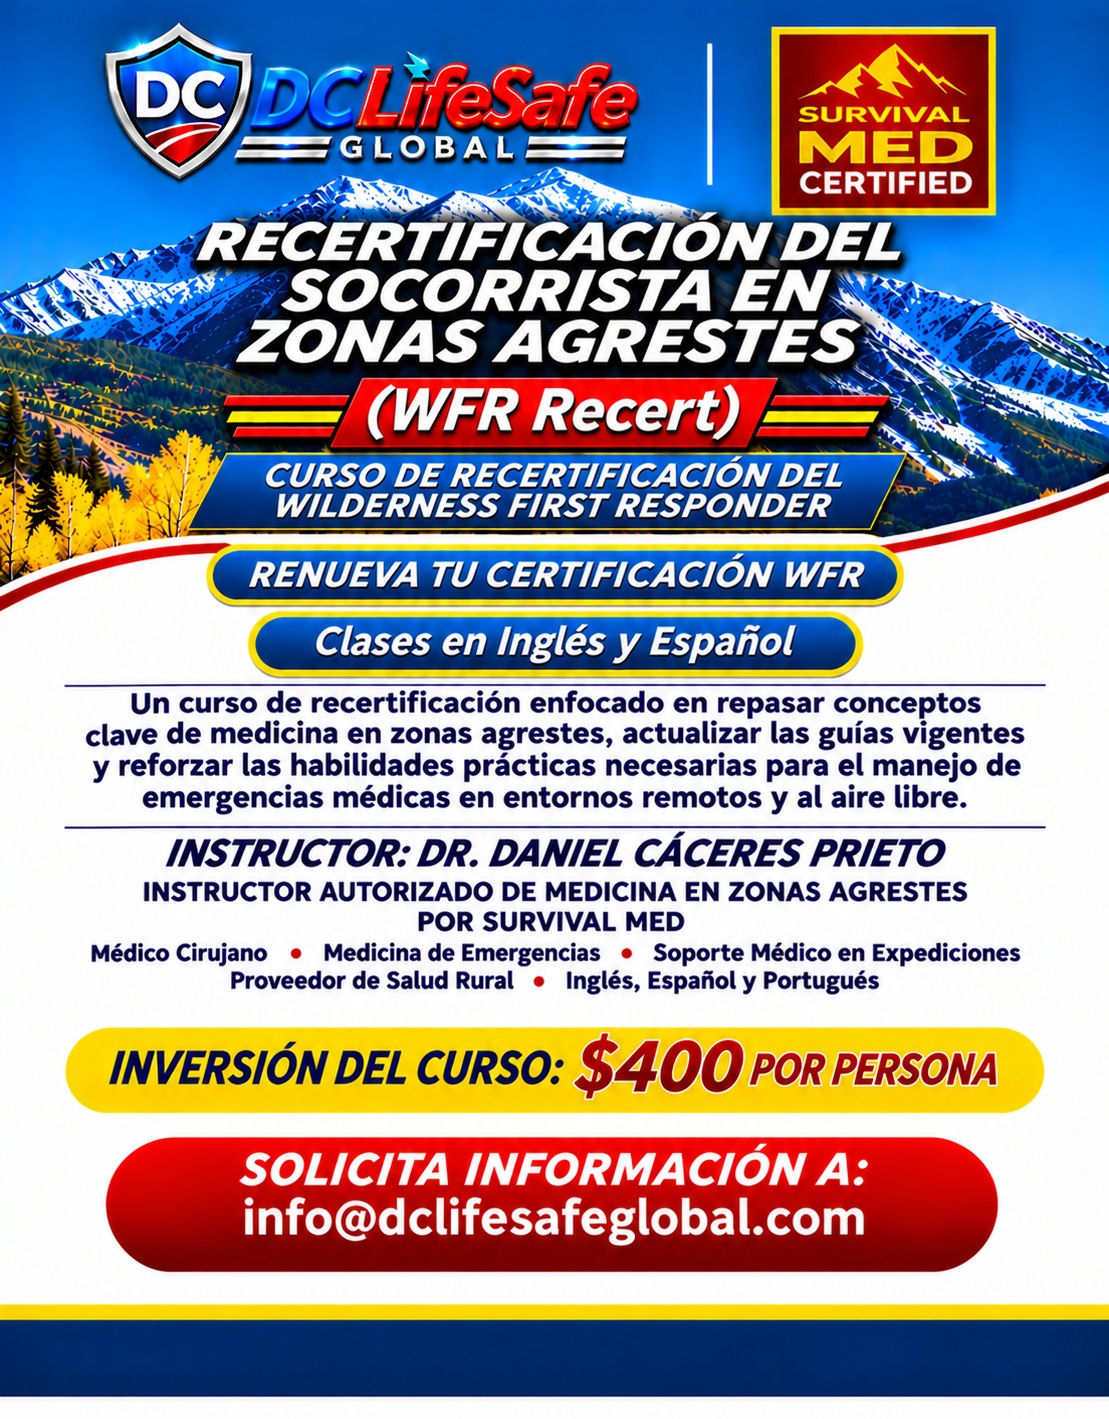 DC
DC LifeSafe
GLOBAL
SURVIVAL
MED
CERTIFIED
RECERTIFICACIÓN DEL
SOCORRISTA EN
ZONAS AGRESTES
(WFR Recert)
CURSO DE RECERTIFICACIÓN DEL
WILDERNESS FIRST RESPONDER
RENUEVA TU CERTIFICACIÓN WFR
Clases en Inglés y Español
Un curso de recertificación enfocado en repasar conceptos
clave de medicina en zonas agrestes, actualizar las guías vigentes
y reforzar las habilidades prácticas necesarias para el manejo de
emergencias médicas en entornos remotos y al aire libre.
INSTRUCTOR: DR. DANIEL CÁCERES PRIETO
INSTRUCTOR AUTORIZADO DE MEDICINA EN ZONAS AGRESTES
POR SURVIVAL MED
Médico Cirujano • Medicina de Emergencias • Soporte Médico en Expediciones
Proveedor de Salud Rural • Inglés, Español y Portugués
INVERSIÓN DEL CURSO: $400 POR PERSONA
SOLICITA INFORMACIÓN A:
info@dclifesafeglobal.com